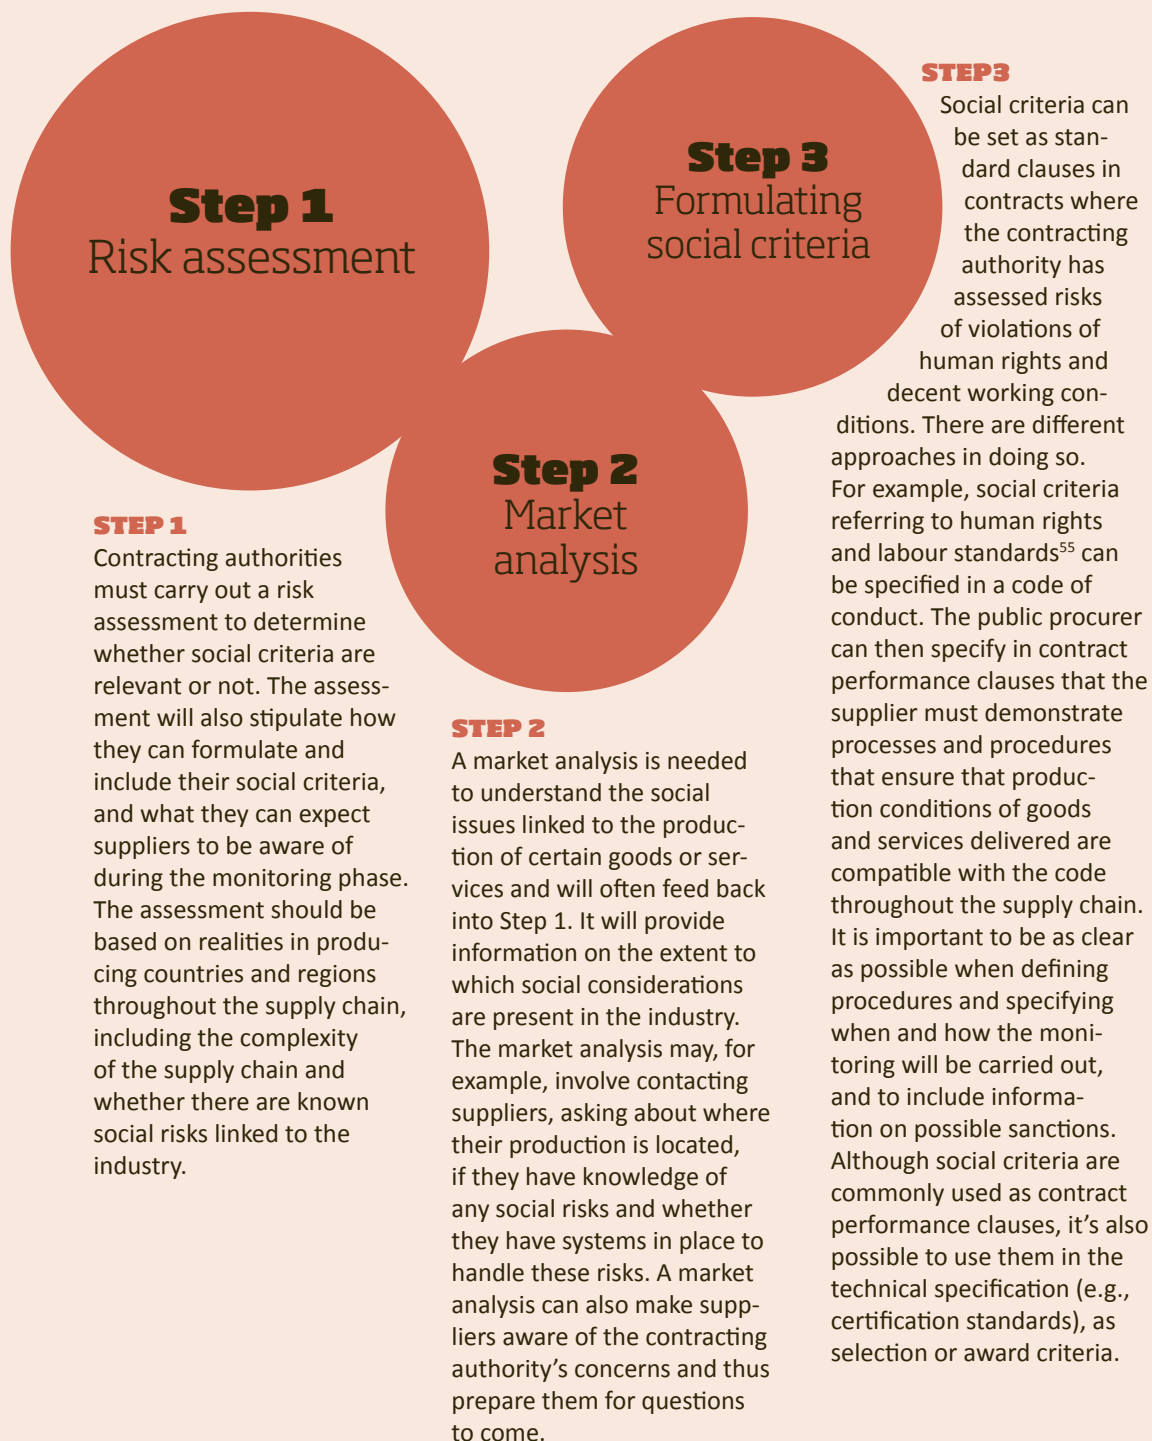 Step 1
Risk assessment
Step 2
Market
analysis
Step 3
Formulating
social criteria
STEP 1
Contracting authorities
must carry out a risk
assessment to determine
whether social criteria are
relevant or not. The assess-
ment will also stipulate how
they can formulate and
include their social criteria,
and what they can expect
suppliers to be aware of
during the monitoring phase.
The assessment should be
based on realities in produ-
cing countries and regions
throughout the supply chain,
including the complexity
of the supply chain and
whether there are known
social risks linked to the
industry.
STEP 2
A market analysis is needed
to understand the social
issues linked to the produc-
tion of certain goods or ser-
vices and will often feed back
into Step 1. It will provide
information on the extent to
which social considerations
are present in the industry.
The market analysis may, for
example, involve contacting
suppliers, asking about where
their production is located,
if they have knowledge of
any social risks and whether
they have systems in place to
handle these risks. A market
analysis can also make supp-
liers aware of the contracting
authority’s concerns and thus
prepare them for questions
to come.
STEP3
Social criteria can
be set as stan-
dard clauses in
contracts where
the contracting
authority has
assessed risks
of violations of
human rights and
decent working con-
ditions. There are different
approaches in doing so.
For example, social criteria
referring to human rights
and labour standards55 can
be specified in a code of
conduct. The public procurer
can then specify in contract
performance clauses that the
supplier must demonstrate
processes and procedures
that ensure that produc-
tion conditions of goods
and services delivered are
compatible with the code
throughout the supply chain.
It is important to be as clear
as possible when defining
procedures and specifying
when and how the moni-
toring will be carried out,
and to include informa-
tion on possible sanctions.
Although social criteria are
commonly used as contract
performance clauses, it’s also
possible to use them in the
technical specification (e.g.,
certification standards), as
selection or award criteria.